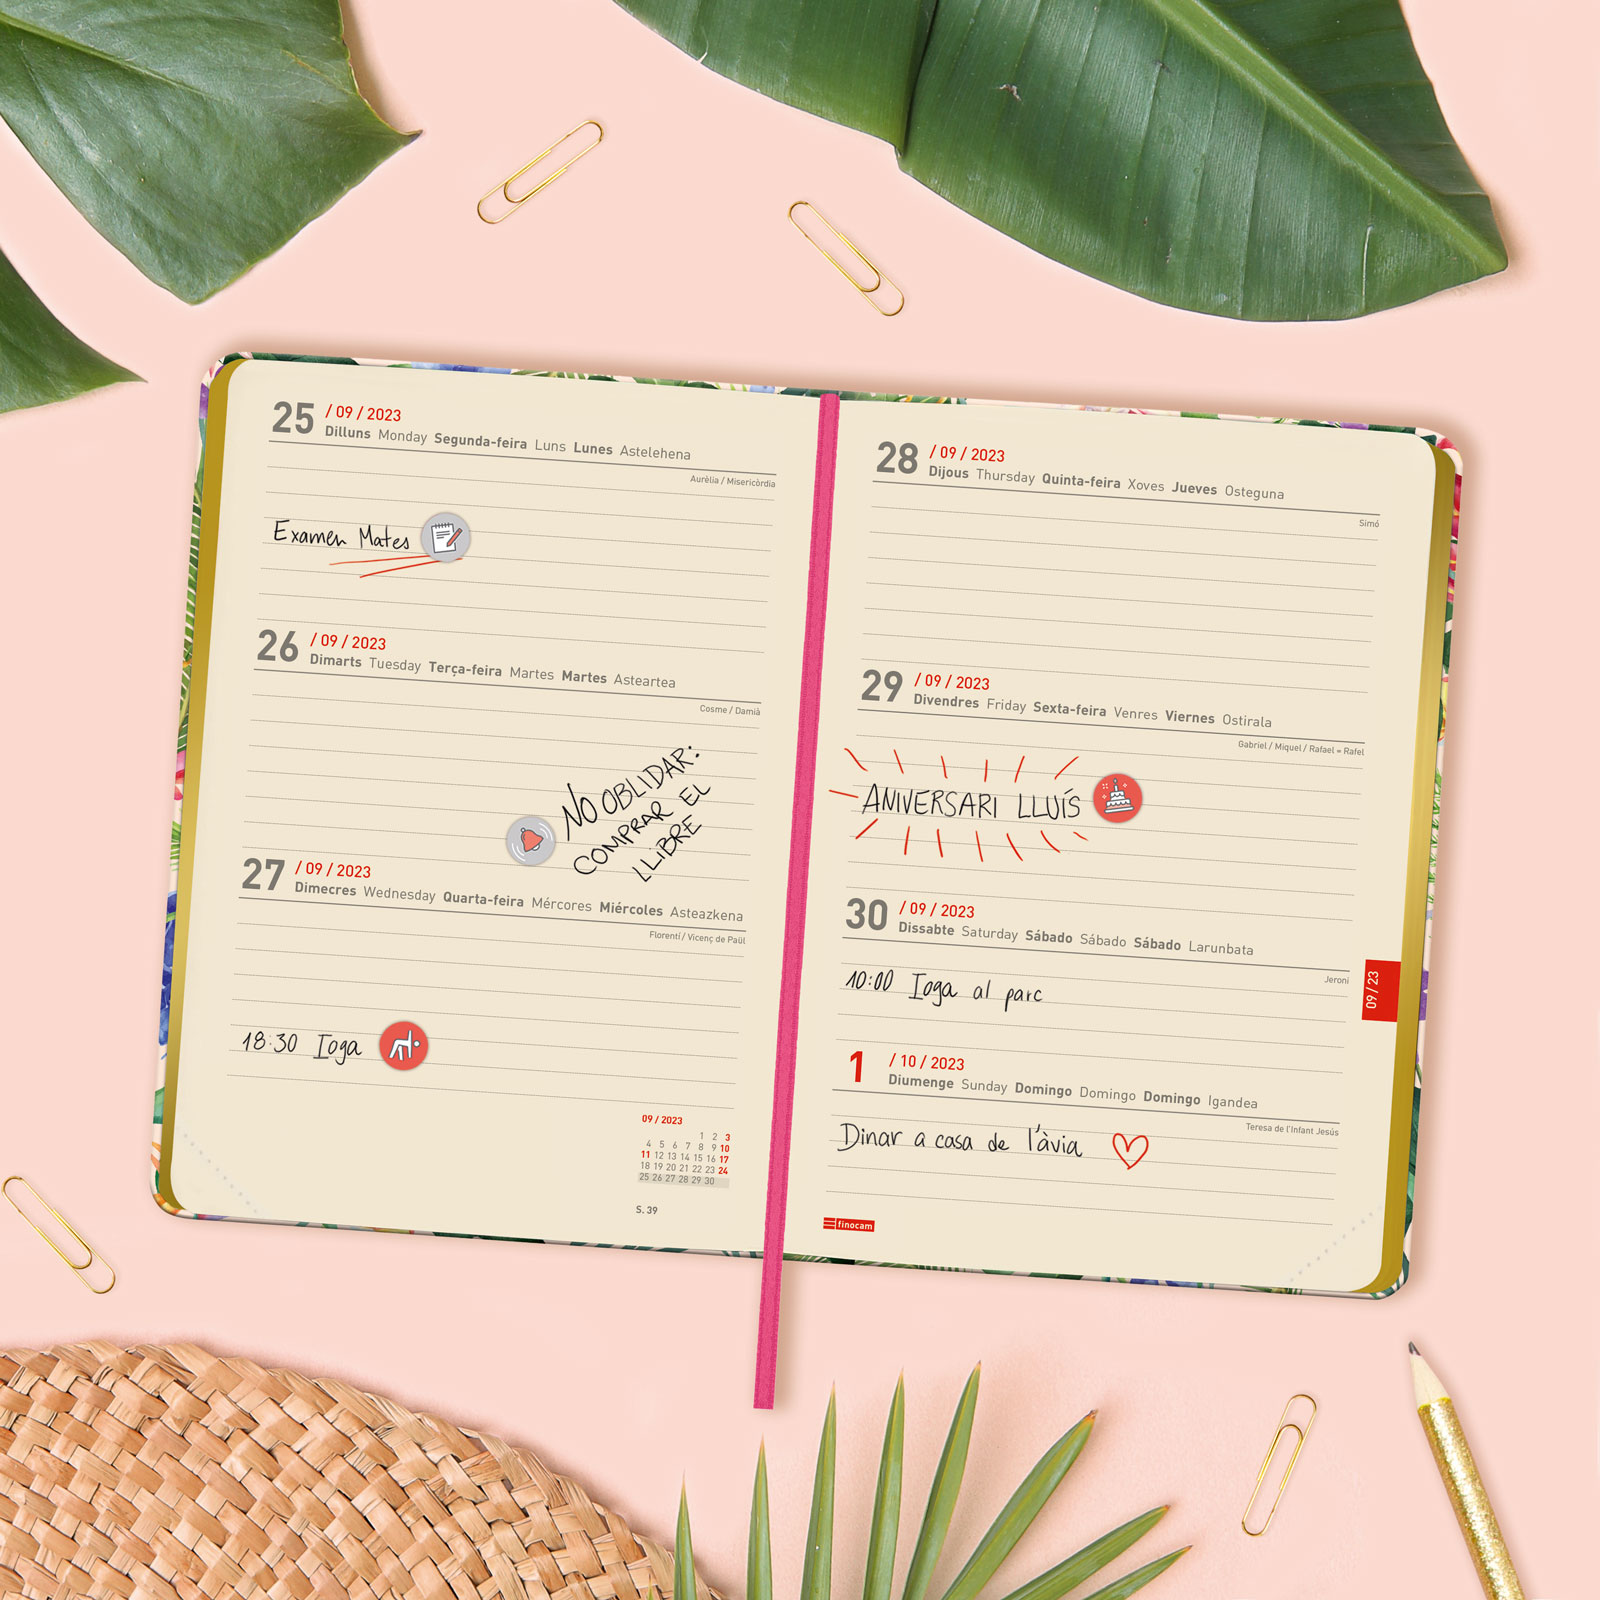 25 / 09 / 2023
Dilluns Monday Segunda-feira Luns Lunes Astelehena
Aurèlia / Misericòrdia
Examen Mates
26 / 09 / 2023
Dimarts Tuesday Terça-feira Martes Martes Asteartea
Cosme / Damià
NO OBLIDAR:
COMPRAR EL
LLIBRE
27 / 09 / 2023
Dimecres Wednesday Quarta-feira Mércores Miércoles Asteazkena
Florentí / Vicenç de Paül
18:30 Ioga
09 / 2023
1 2 3
4 5 6 7 8 9 10
11 12 13 14 15 16 17
18 19 20 21 22 23 24
25 26 27 28 29 30
S. 39
28 / 09 / 2023
Dijous Thursday Quinta-feira Xoves Jueves Osteguna
Simó
29 / 09 / 2023
Divendres Friday Sexta-feira Venres Viernes Ostirala
Gabriel / Miquel / Rafael = Rafel
ANIVERSARI LLUÍS
30 / 09 / 2023
Dissabte Saturday Sábado Sábado Sábado Larunbata
Jeroni
10:00 Ioga al parc
09 / 23
1 / 10 / 2023
Diumenge Sunday Domingo Domingo Domingo Igandea
Teresa de l'Infant Jesús
Dinar a casa de l'àvia
finocam